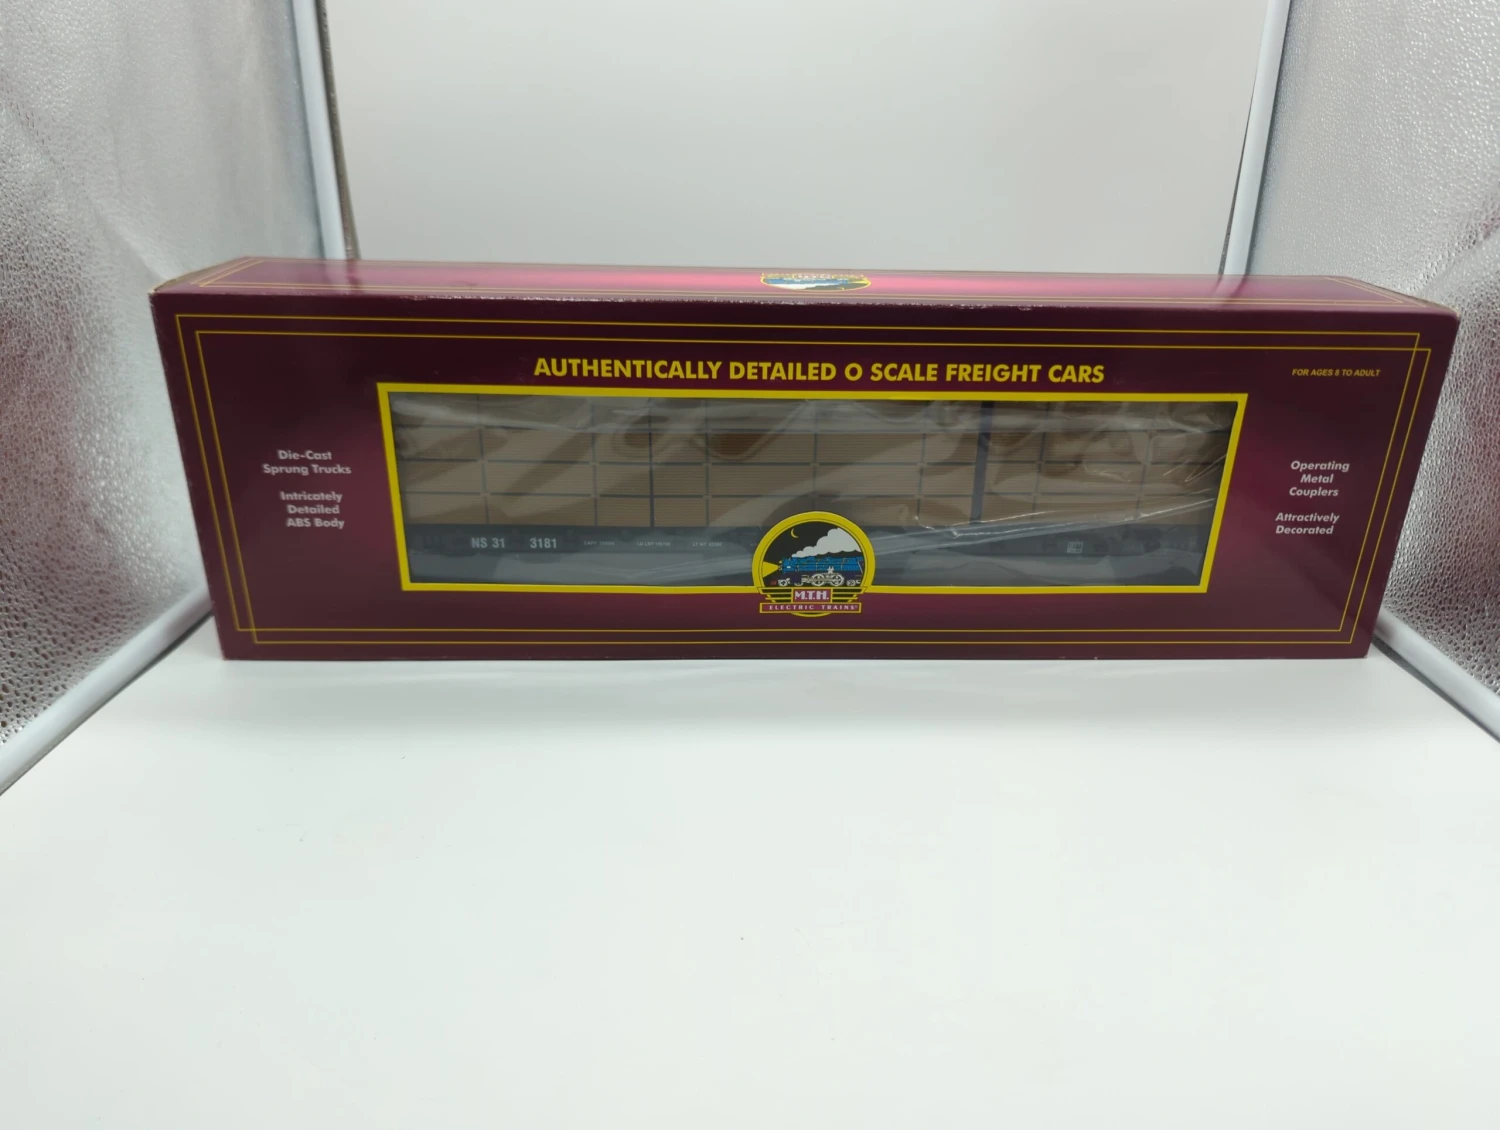 AUTHENTICALLY DETAILED O SCALE FREIGHT CARS
FOR AGES 8 TO ADULT
Die-Cast
Sprung Trucks
Intricately
Detailed
ABS Body
Operating
Metal
Couplers
Attractively
Decorated
NS 31 3181
M.T.H.
ELECTRIC TRAINS